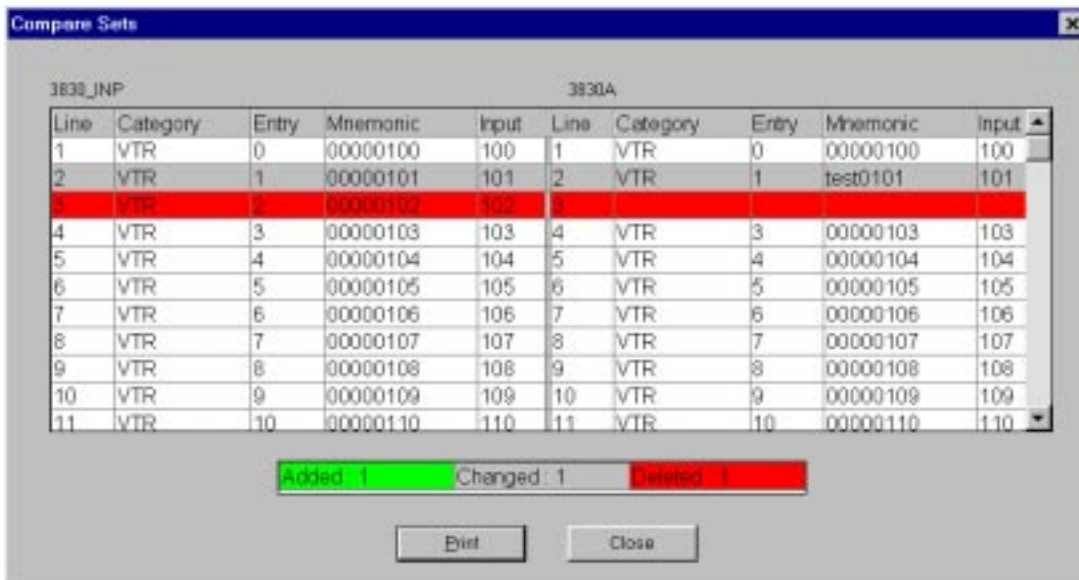 Compare Sets
3830_INP 3830A
Line Category Entry Mnemonic Input Line Category Entry Mnemonic Input
1 VTR 0 00000100 100 1 VTR 0 00000100 100
2 VTR 1 00000101 101 2 VTR 1 test0101 101
3 VTR 2 00000102 102 3
4 VTR 3 00000103 103 4 VTR 3 00000103 103
5 VTR 4 00000104 104 5 VTR 4 00000104 104
6 VTR 5 00000105 105 6 VTR 5 00000105 105
7 VTR 6 00000106 106 7 VTR 6 00000106 106
8 VTR 7 00000107 107 8 VTR 7 00000107 107
9 VTR 8 00000108 108 9 VTR 8 00000108 108
10 VTR 9 00000109 109 10 VTR 9 00000109 109
11 VTR 10 00000110 110 11 VTR 10 00000110 110
Added : 1 Changed : 1 Deleted : 1
Print Close